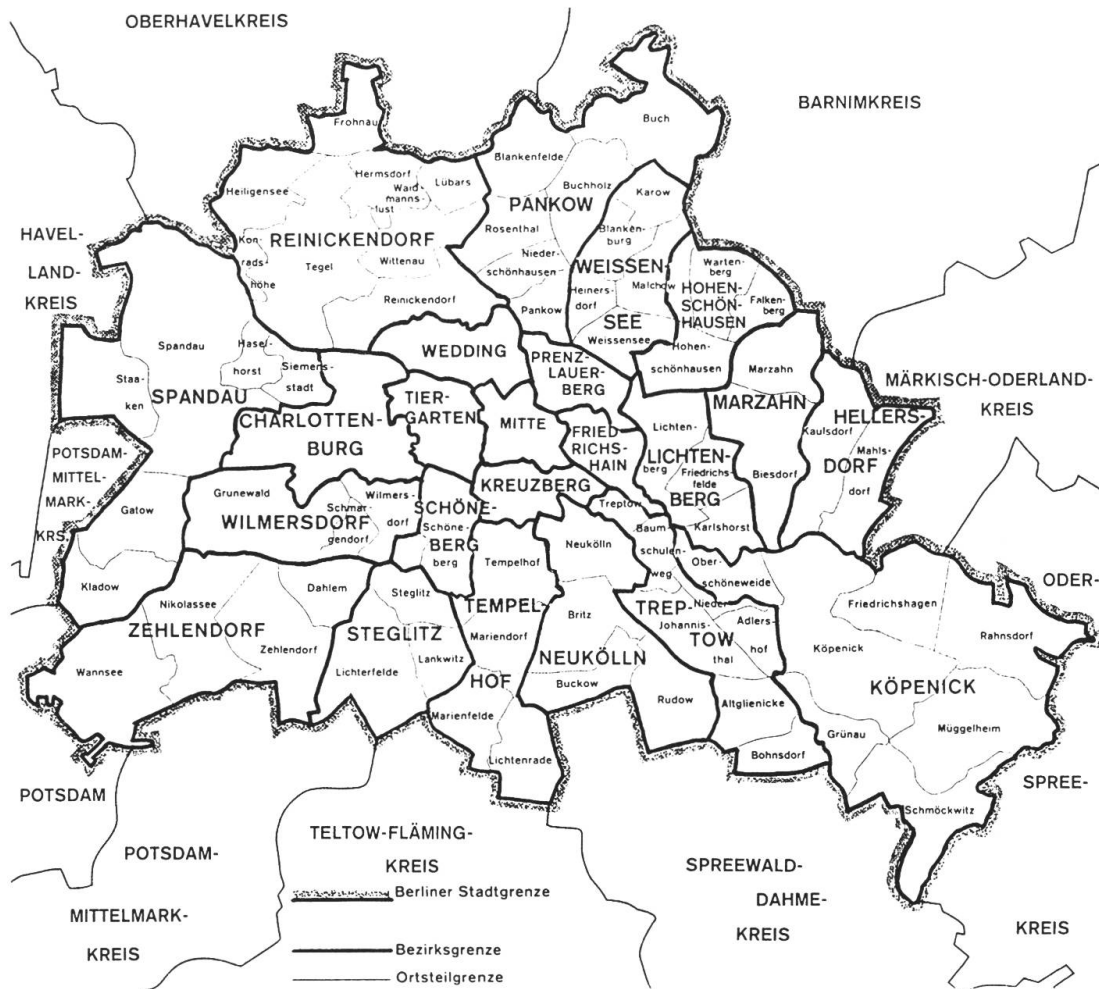 OBERHAVELKREIS
BARNIMKREIS
Frohnau
Buch
Blankenfelde
Hermsdorf
Lübars
Heiligensee
Waid-
manns-
lust
Buchholz
Karow
PANKOW
HAVEL-
LAND-
KREIS
Kon-
rads-
höhe
REINICKENDORF
Tegel
Wittenau
Rosenthal
Nieder-
schönhausen
Blanken-
burg
WEISSEN-
SEE
Heiners-
dorf
Malchow
Weissensee
Warten-
berg
HOHEN-
SCHÖN-
HAUSEN
Falken-
berg
Reinickendorf
Pankow
Hohen-
schönhausen
Spandau
Hasel-
horst
Siemens-
stadt
WEDDING
PRENZ-
LAUER-
BERG
Marzahn
MÄRKISCH-ODERLAND-
KREIS
Staa-
ken
SPANDAU
CHARLOTTEN-
BURG
TIER-
GARTEN
MITTE
FRIED
RICHS-
HAIN
Lichten-
berg
LICHTEN-
BERG
Friedrichs-
felde
MARZAHN
HELLERS-
DORF
Kaulsdorf
Mahls-
dorf
Biesdorf
POTSDAM-
MITTEL-
MARK-
KRS.
Gatow
Grunewald
WILMERSDORF
Schmar
gendorf
Wilmers-
dorf
SCHÖNE-
BERG
Schöne-
berg
KREUZBERG
Treptow
Karlshorst
Kladow
Nikolassee
Dahlem
Steglitz
Tempelhof
Neukölln
Baum
schulen-
weg
Ober-
schöneweide
Friedrichshagen
ODER-
ZEHLENDORF
STEGLITZ
TEMPEL-
HOF
Mariendorf
Britz
TREP-
TOW
Nieder
Johannis-
thal
Adlers-
hof
Köpenick
Rahnsdorf
Wannsee
Zehlendorf
Lichterfelde
Lankwitz
NEUKÖLLN
Buckow
Rudow
Altglienicke
KÖPENICK
Marienfelde
Lichtenrade
Bohnsdorf
Grünau
Müggelheim
Schmöckwitz
POTSDAM
SPREE-
POTSDAM-
MITTELMARK-
KREIS
TELTOW-FLÄMING-
KREIS
SPREEWALD-
DAHME-
KREIS
KREIS
Berliner Stadtgrenze
Bezirksgrenze
Ortsteilgrenze